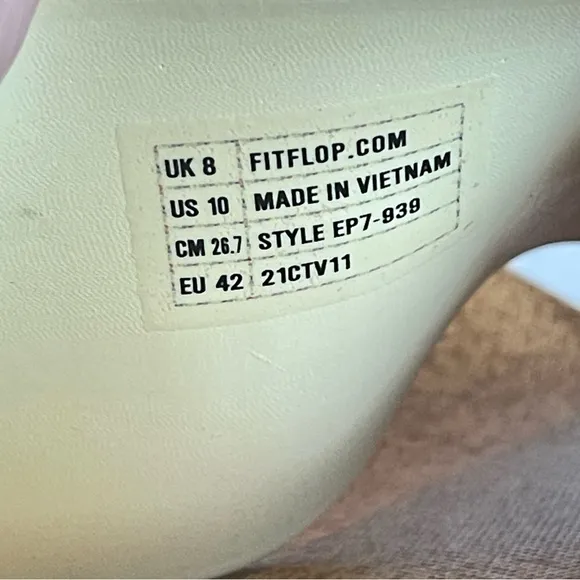 UK 8 FITFLOP.COM
US 10 MADE IN VIETNAM
CM 26.7 STYLE EP7-939
EU 42 21CTV11